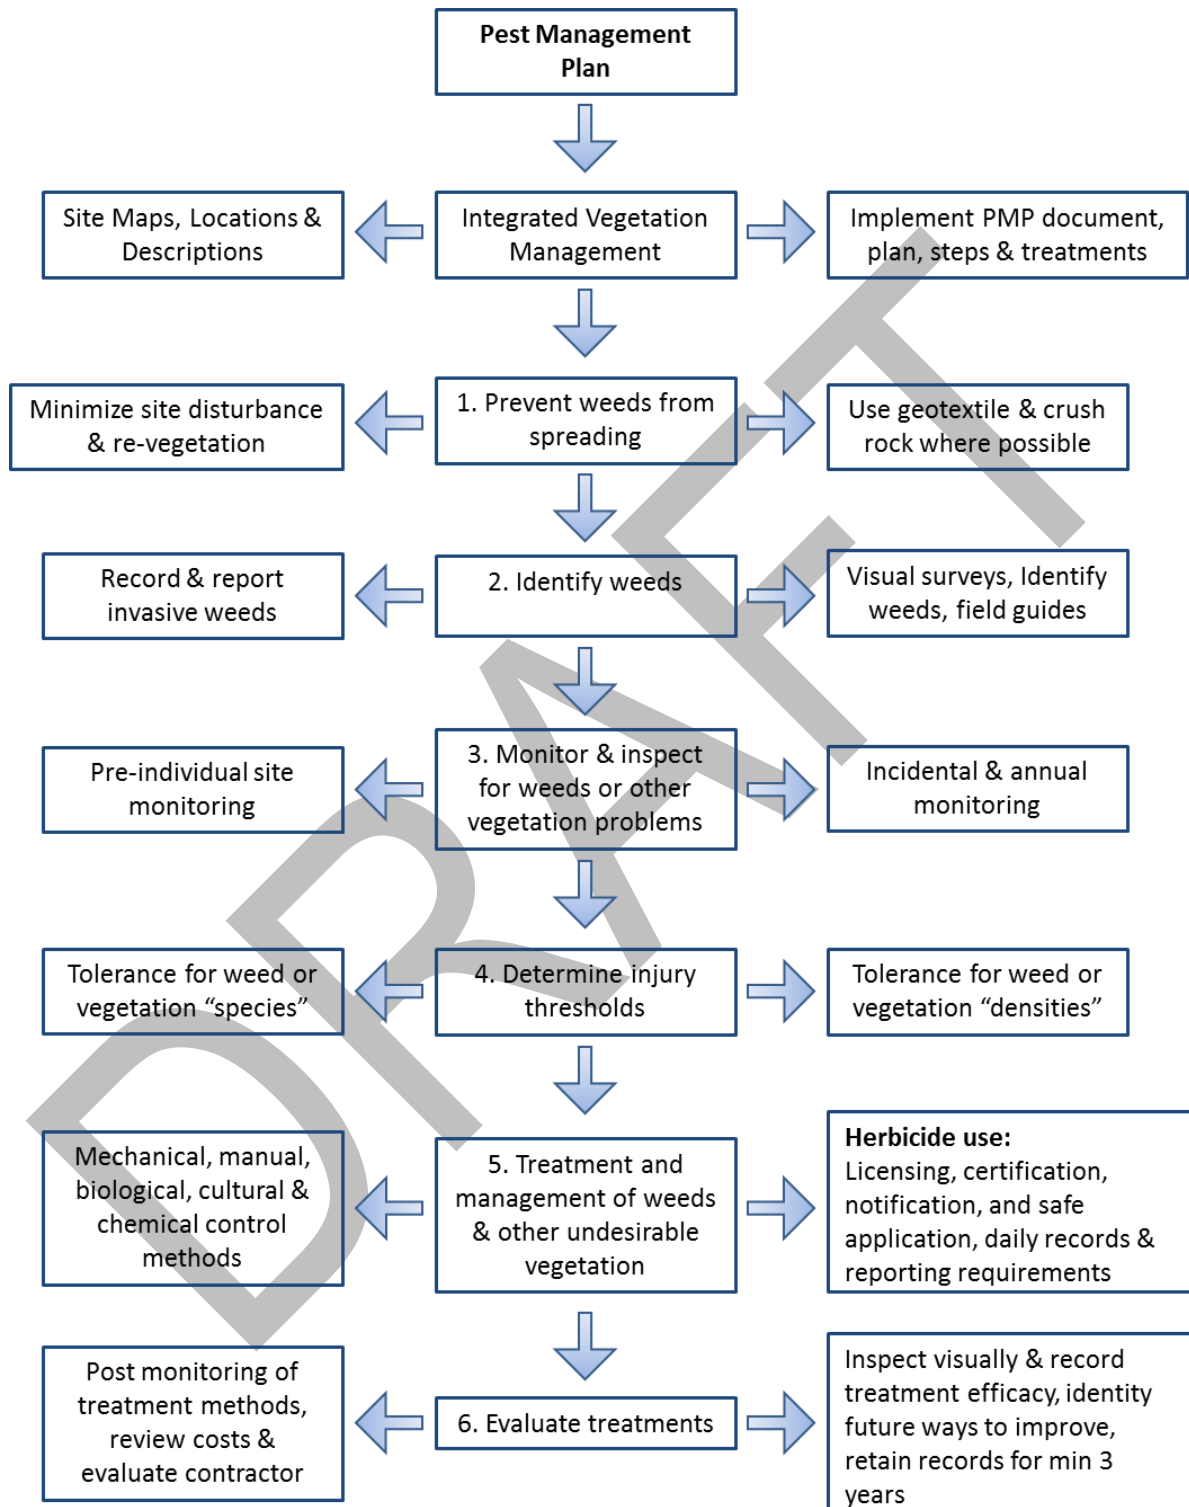 Pest Management
Plan
Site Maps, Locations &
Descriptions
Integrated Vegetation
Management
Implement PMP document,
plan, steps & treatments
Minimize site disturbance
& re-vegetation
1. Prevent weeds from
spreading
Use geotextile & crush
rock where possible
Record & report
invasive weeds
2. Identify weeds
Visual surveys, Identify
weeds, field guides
Pre-individual site
monitoring
3. Monitor & inspect
for weeds or other
vegetation problems
Incidental & annual
monitoring
Tolerance for weed or
vegetation “species”
4. Determine injury
thresholds
Tolerance for weed or
vegetation “densities”
Mechanical, manual,
biological, cultural &
chemical control
methods
5. Treatment and
management of weeds
& other undesirable
vegetation
Herbicide use:
Licensing, certification,
notification, and safe
application, daily records &
reporting requirements
Post monitoring of
treatment methods,
review costs &
evaluate contractor
6. Evaluate treatments
Inspect visually & record
treatment efficacy, identity
future ways to improve,
retain records for min 3
years
DRAFT